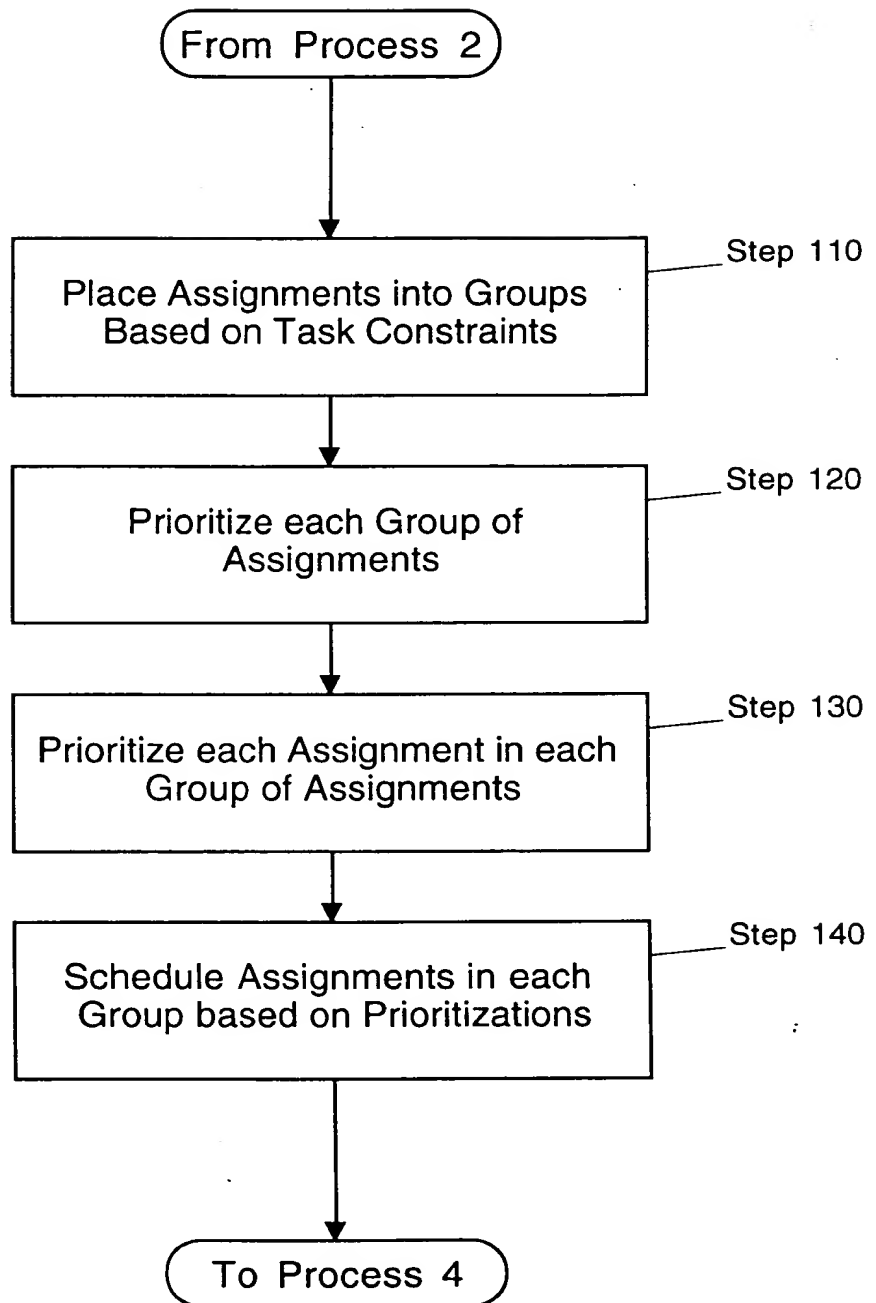 From Process 2
Step 110
Place Assignments into Groups
Based on Task Constraints
Step 120
Prioritize each Group of
Assignments
Step 130
Prioritize each Assignment in each
Group of Assignments
Step 140
Schedule Assignments in each
Group based on Prioritizations
To Process 4